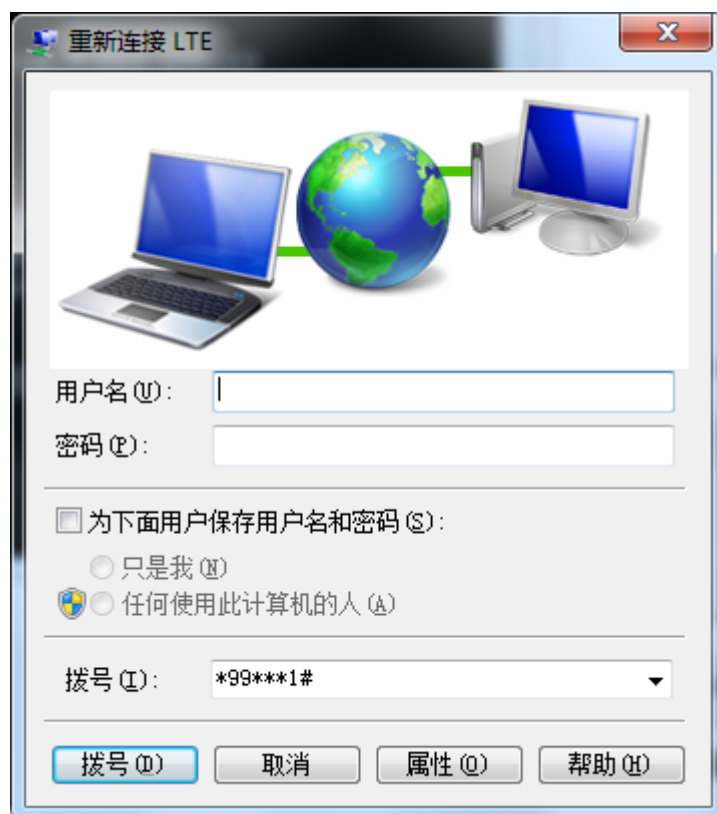 重新连接 LTE
用户名(U):
密码(P):
为下面用户保存用户名和密码(S):
只是我(N)
任何使用此计算机的人(A)
拨号(I): *99***1#
拨号(D) 取消 属性(O) 帮助(H)